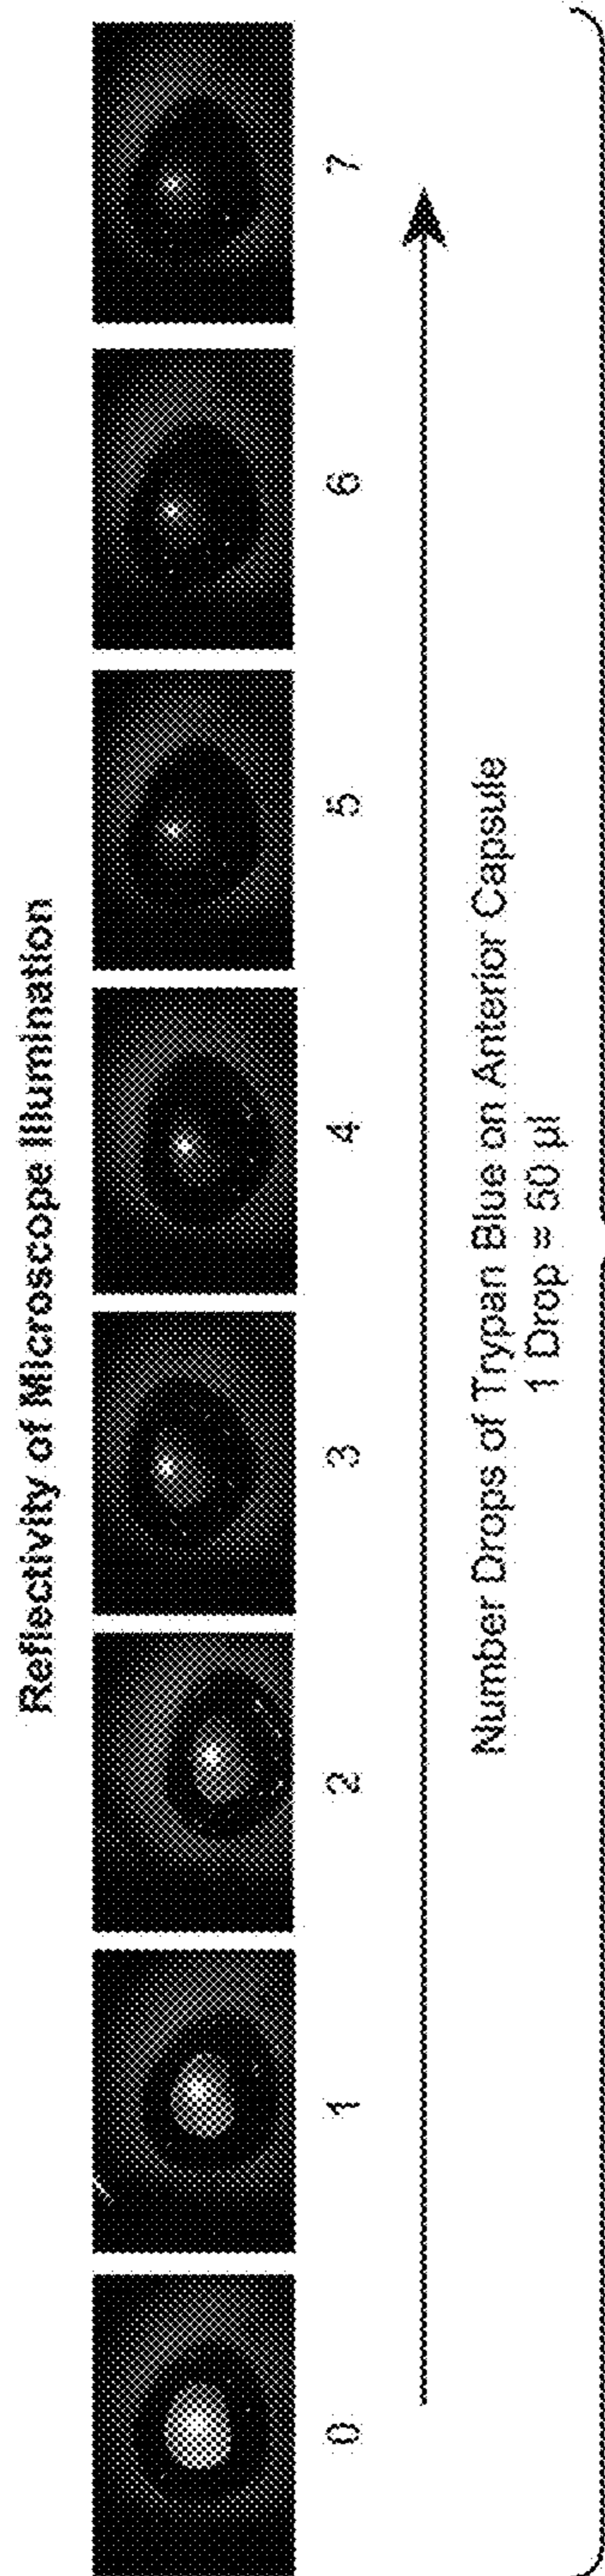 Reflectivity of Microscope Illumination
0 1 2 3 4 5 6 7
Number Drops of Trypan Blue on Anterior Capsule
1 Drop = 50 µl